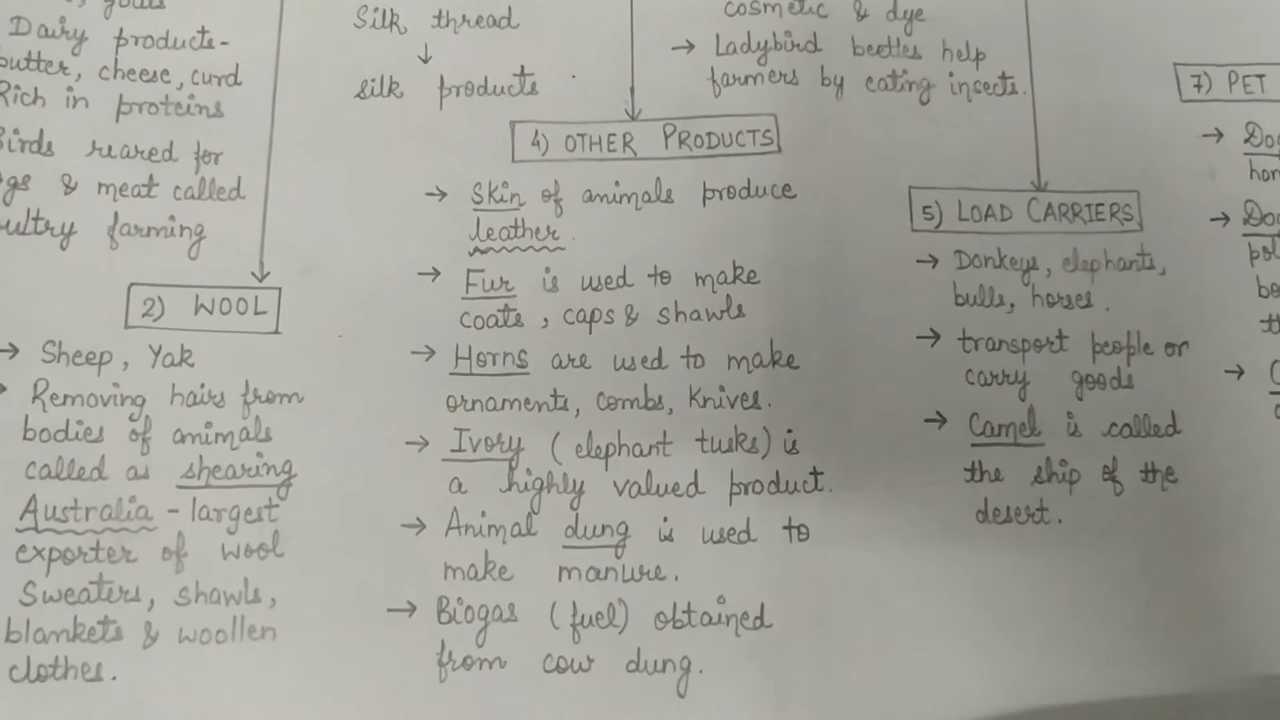 Dairy products-
butter, cheese, curd
Rich in proteins
Birds reared for
& meat called
farming
2) WOOL
→ Sheep, Yak
→ Removing hairs from
bodies of animals
called as shearing
Australia - largest
exporter of wool
Sweaters, shawls,
blankets & woollen
clothes.
Silk thread
↓
silk products
4) OTHER PRODUCTS
→ Skin of animals produce
leather
→ Fur is used to make
coats, caps & shawls
→ Horns are used to make
ornaments, combs, knives.
→ Ivory (elephant tusks) is
a highly valued product.
→ Animal dung is used to
make manure.
→ Biogas (fuel) obtained
from cow dung.
cosmetic & dye
→ Ladybird beetles help
farmers by eating insects.
5) LOAD CARRIERS
→ Donkeys, elephants,
bulls, horses.
→ transport people or
carry goods
→ Camel is called
the ship of the
desert.
7) PET
→
→
→